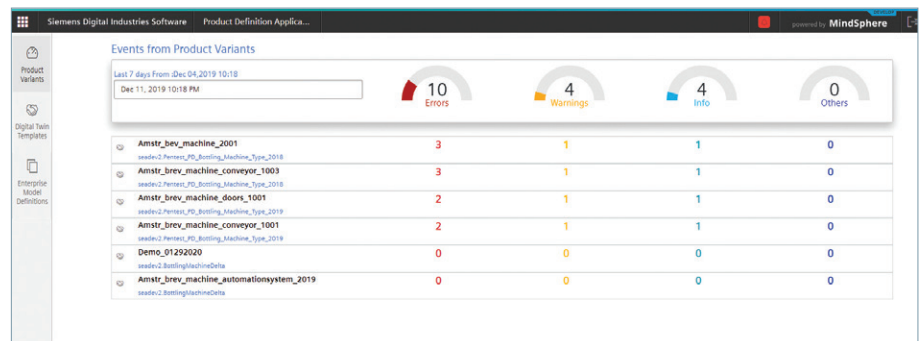 Siemens Digital Industries Software
Product Definition Applica...
powered by MindSphere
Product
Variants
Digital Twin
Templates
Enterprise
Model
Definitions
Events from Product Variants
Last 7 days From :Dec 04,2019 10:18
Dec 11, 2019 10:18 PM
10
Errors
4
Warnings
4
Info
0
Others
Amstr_bev_machine_2001
3
1
1
0
seadev2.Pentest_PD_Bottling_Machine_Type_2018
Amstr_brev_machine_conveyor_1003
3
1
1
0
seadev2.Pentest_PD_Bottling_Machine_Type_2018
Amstr_brev_machine_doors_1001
2
1
1
0
seadev2.Pentest_PD_Bottling_Machine_Type_2019
Amstr_brev_machine_conveyor_1001
2
1
1
0
seadev2.Pentest_PD_Bottling_Machine_Type_2019
Demo_01292020
0
0
0
0
seadev2.BottlingMachineDelta
Amstr_brev_machine_automationsystem_2019
0
0
0
0
seadev2.BottlingMachineDelta